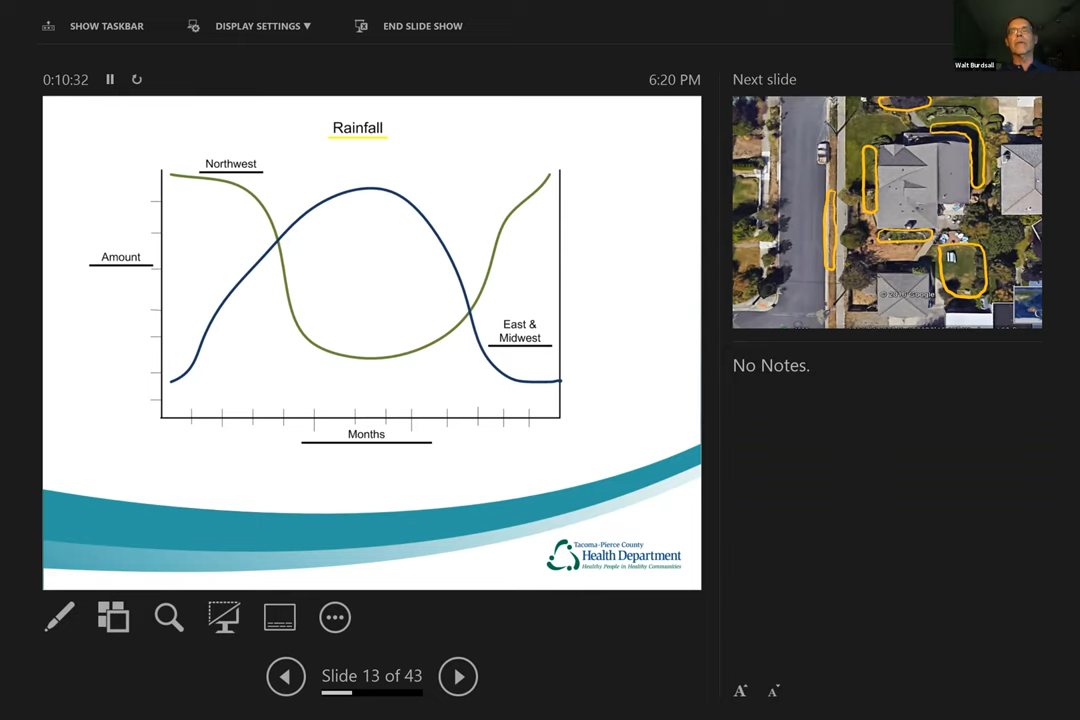 SHOW TASKBAR
DISPLAY SETTINGS ▼
END SLIDE SHOW
Walt Burdsall
0:10:32
6:20 PM
Next slide
Rainfall
Northwest
Amount
East &
Midwest
Months
Tacoma-Pierce County
Health Department
Healthy People in Healthy Communities
Google
No Notes.
Slide 13 of 43
A
A